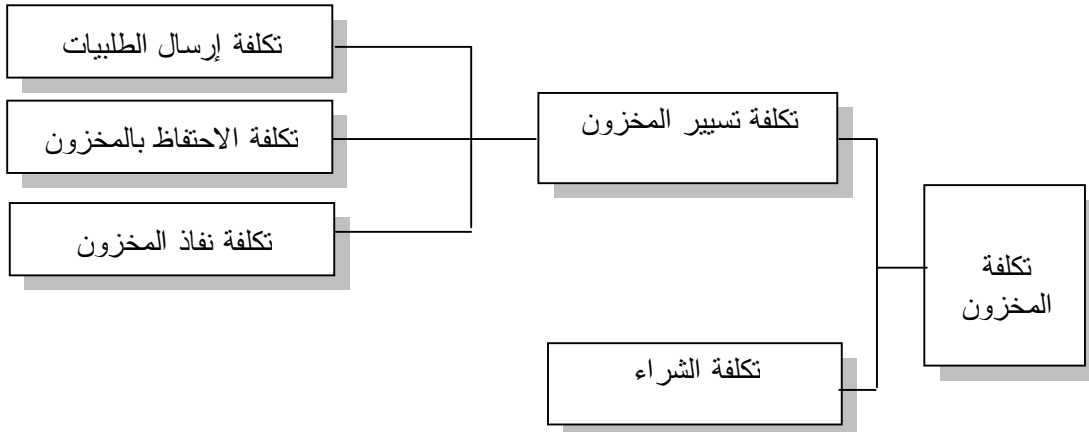 تكلفة إرسال الطلبيات
تكلفة الاحتفاظ بالمخزون
تكلفة نفاذ المخزون
تكلفة تسيير المخزون
تكلفة الشراء
تكلفة
المخزون